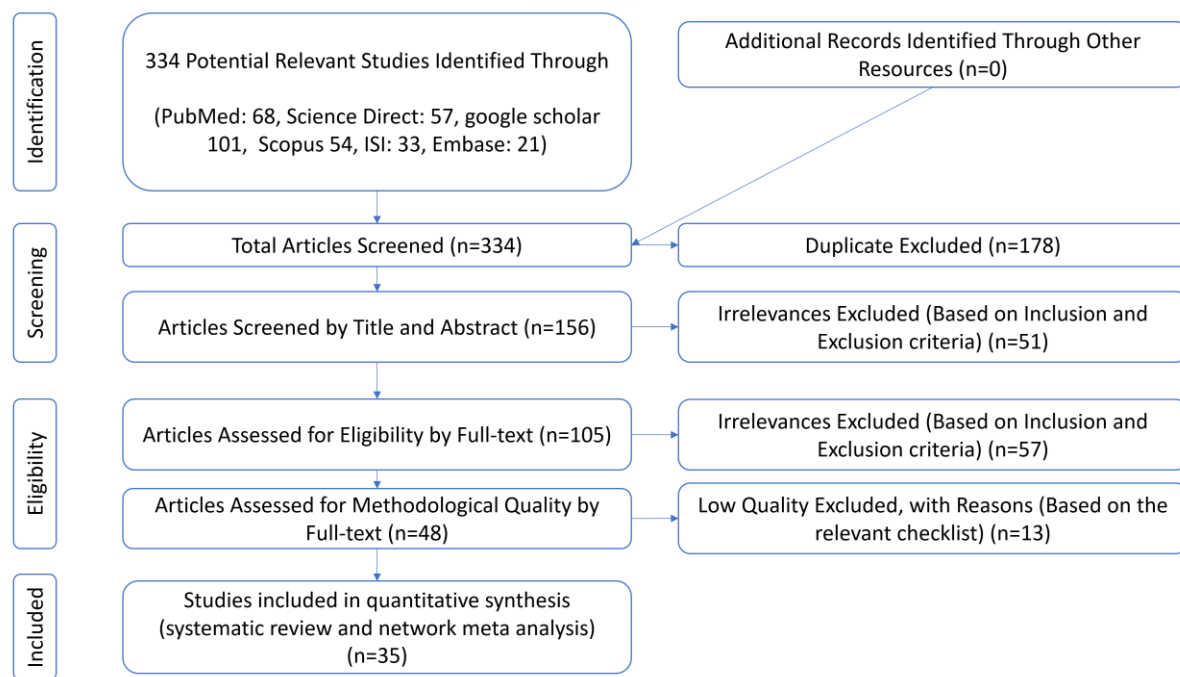 Identification
334 Potential Relevant Studies Identified Through
(PubMed: 68, Science Direct: 57, google scholar
101, Scopus 54, ISI: 33, Embase: 21)
Additional Records Identified Through Other
Resources (n=0)
Screening
Total Articles Screened (n=334)
Duplicate Excluded (n=178)
Articles Screened by Title and Abstract (n=156)
Irrelevances Excluded (Based on Inclusion and
Exclusion criteria) (n=51)
Eligibility
Articles Assessed for Eligibility by Full-text (n=105)
Irrelevances Excluded (Based on Inclusion and
Exclusion criteria) (n=57)
Articles Assessed for Methodological Quality by
Full-text (n=48)
Low Quality Excluded, with Reasons (Based on the
relevant checklist) (n=13)
Included
Studies included in quantitative synthesis
(systematic review and network meta analysis)
(n=35)